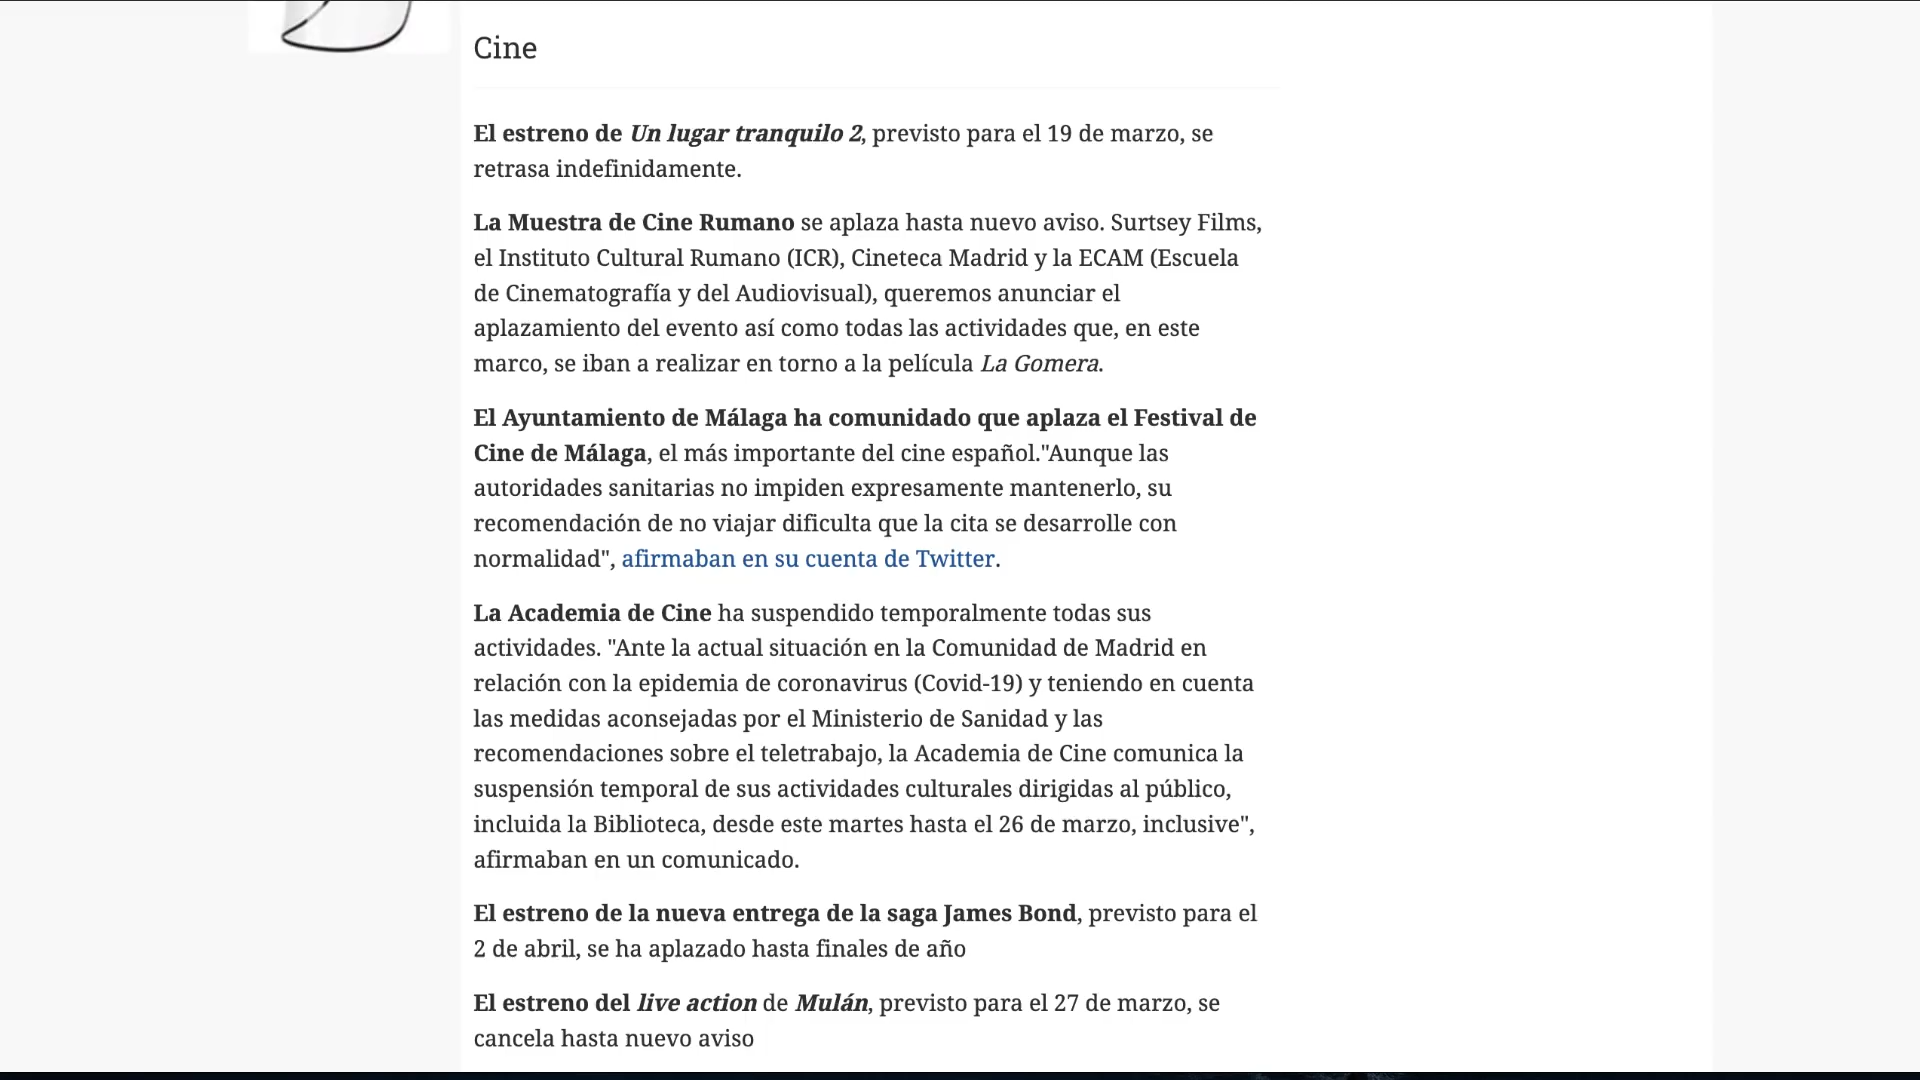 Cine
El estreno de Un lugar tranquilo 2, previsto para el 19 de marzo, se
retrasa indefinidamente.
La Muestra de Cine Rumano se aplaza hasta nuevo aviso. Surtsey Films,
el Instituto Cultural Rumano (ICR), Cineteca Madrid y la ECAM (Escuela
de Cinematografía y del Audiovisual), queremos anunciar el
aplazamiento del evento así como todas las actividades que, en este
marco, se iban a realizar en torno a la película La Gomera.
El Ayuntamiento de Málaga ha comunicado que aplaza el Festival de
Cine de Málaga, el más importante del cine español."Aunque las
autoridades sanitarias no impiden expresamente mantenerlo, su
recomendación de no viajar dificulta que la cita se desarrolle con
normalidad", afirmaban en su cuenta de Twitter.
La Academia de Cine ha suspendido temporalmente todas sus
actividades. "Ante la actual situación en la Comunidad de Madrid en
relación con la epidemia de coronavirus (Covid-19) y teniendo en cuenta
las medidas aconsejadas por el Ministerio de Sanidad y las
recomendaciones sobre el teletrabajo, la Academia de Cine comunica la
suspensión temporal de sus actividades culturales dirigidas al público,
incluida la Biblioteca, desde este martes hasta el 26 de marzo, inclusive",
afirmaban en un comunicado.
El estreno de la nueva entrega de la saga James Bond, previsto para el
2 de abril, se ha aplazado hasta finales de año
El estreno del live action de Mulán, previsto para el 27 de marzo, se
cancela hasta nuevo aviso